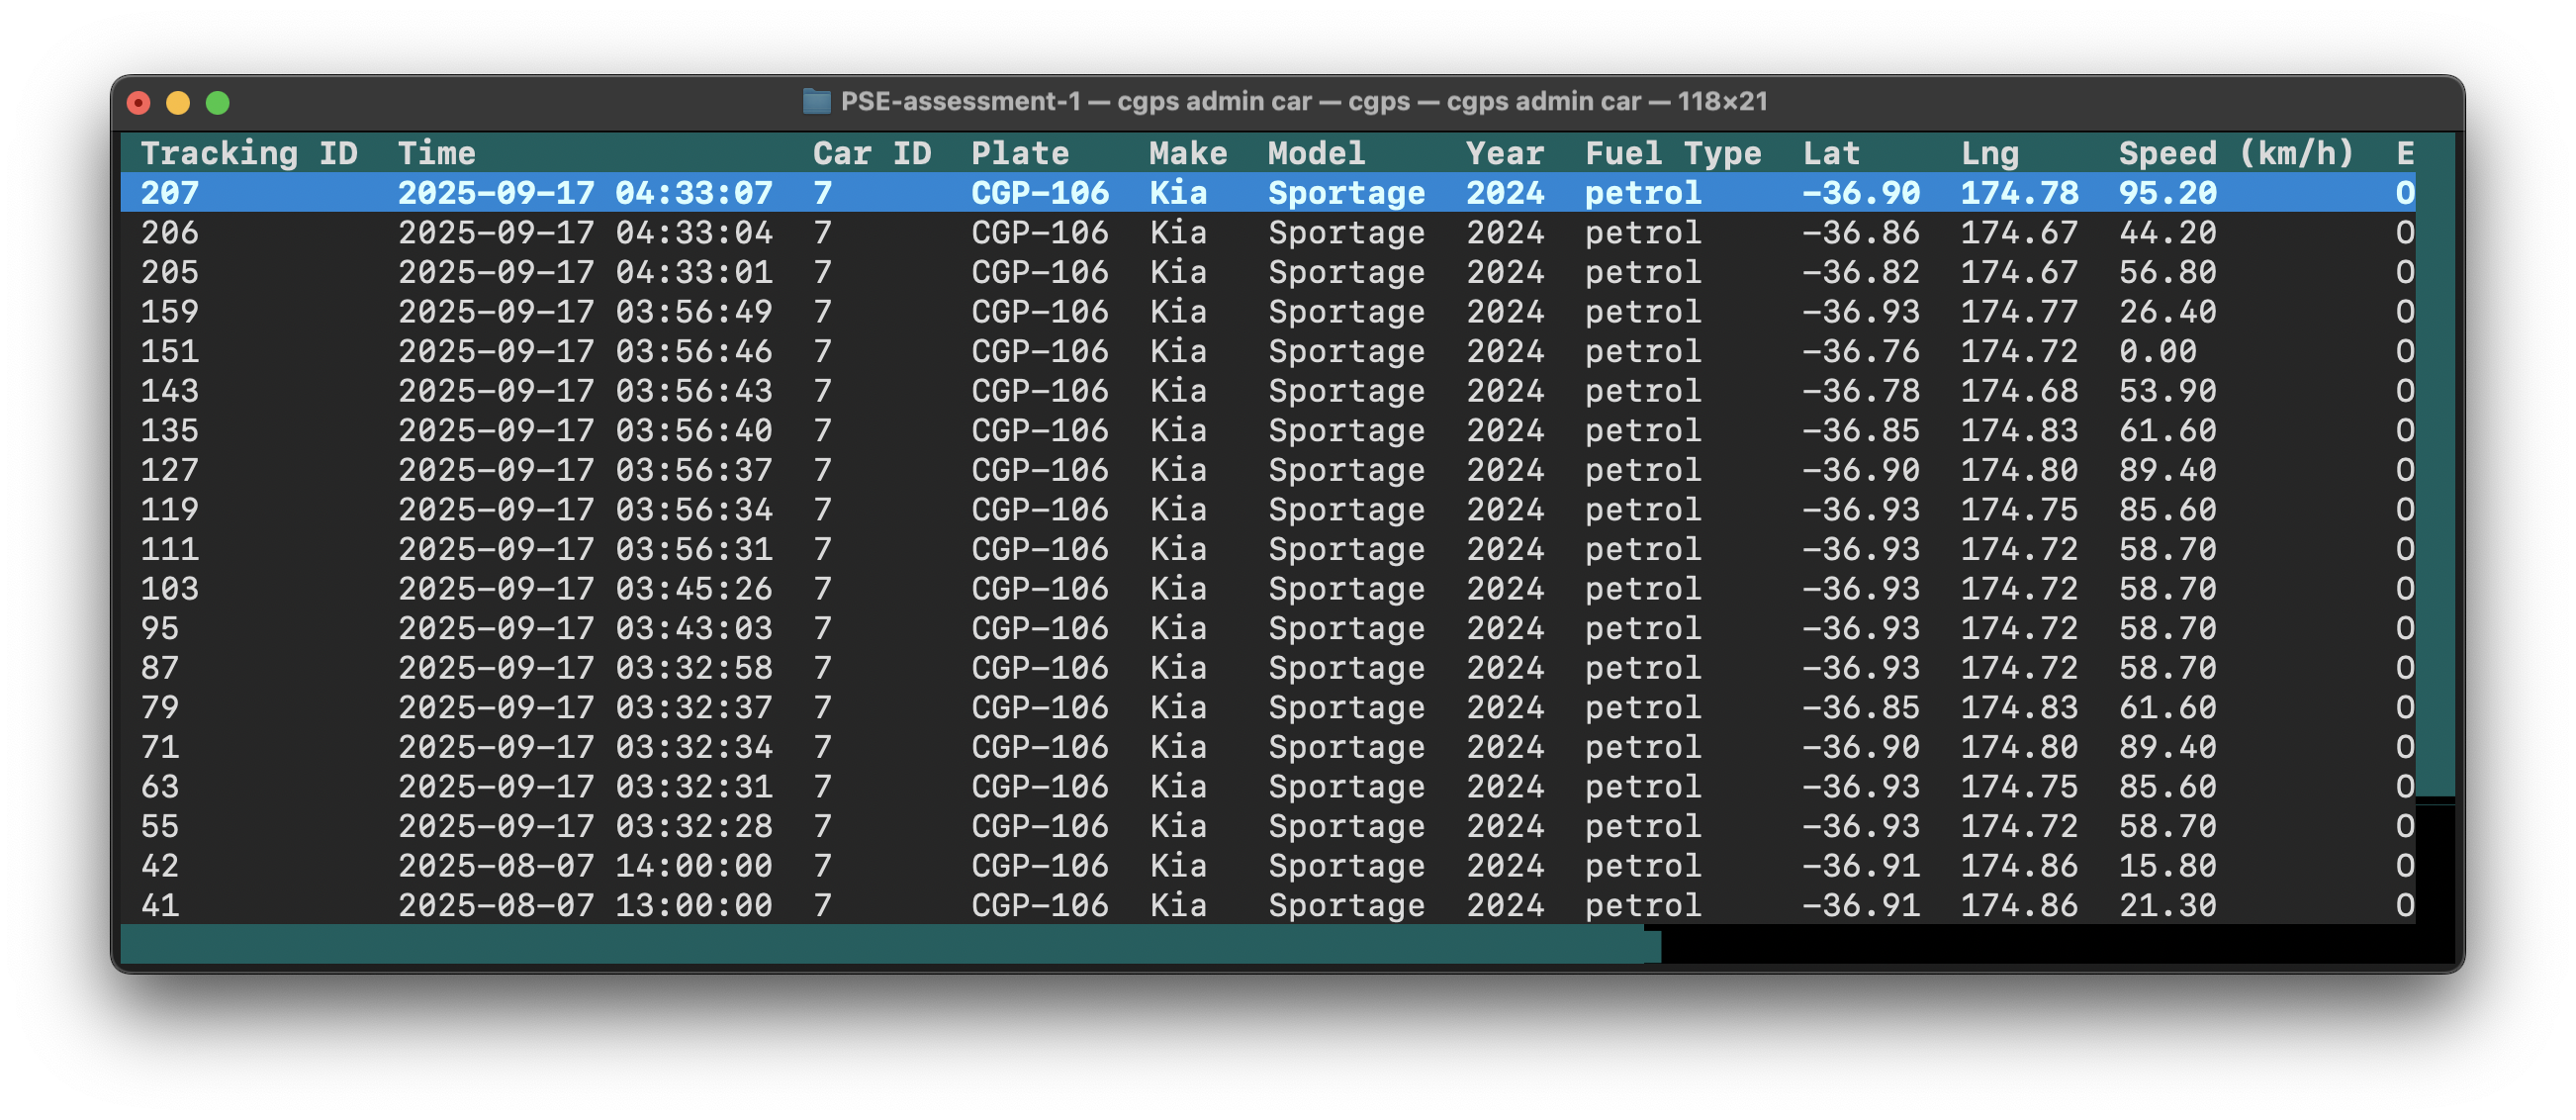 PSE-assessment-1 — cgps admin car — cgps — cgps admin car — 118×21
Tracking ID Time Car ID Plate Make Model Year Fuel Type Lat Lng Speed (km/h) E
207 2025-09-17 04:33:07 7 CGP-106 Kia Sportage 2024 petrol -36.90 174.78 95.20 O
206 2025-09-17 04:33:04 7 CGP-106 Kia Sportage 2024 petrol -36.86 174.67 44.20 O
205 2025-09-17 04:33:01 7 CGP-106 Kia Sportage 2024 petrol -36.82 174.67 56.80 O
159 2025-09-17 03:56:49 7 CGP-106 Kia Sportage 2024 petrol -36.93 174.77 26.40 O
151 2025-09-17 03:56:46 7 CGP-106 Kia Sportage 2024 petrol -36.76 174.72 0.00 O
143 2025-09-17 03:56:43 7 CGP-106 Kia Sportage 2024 petrol -36.78 174.68 53.90 O
135 2025-09-17 03:56:40 7 CGP-106 Kia Sportage 2024 petrol -36.85 174.83 61.60 O
127 2025-09-17 03:56:37 7 CGP-106 Kia Sportage 2024 petrol -36.90 174.80 89.40 O
119 2025-09-17 03:56:34 7 CGP-106 Kia Sportage 2024 petrol -36.93 174.75 85.60 O
111 2025-09-17 03:56:31 7 CGP-106 Kia Sportage 2024 petrol -36.93 174.72 58.70 O
103 2025-09-17 03:45:26 7 CGP-106 Kia Sportage 2024 petrol -36.93 174.72 58.70 O
95 2025-09-17 03:43:03 7 CGP-106 Kia Sportage 2024 petrol -36.93 174.72 58.70 O
87 2025-09-17 03:32:58 7 CGP-106 Kia Sportage 2024 petrol -36.93 174.72 58.70 O
79 2025-09-17 03:32:37 7 CGP-106 Kia Sportage 2024 petrol -36.85 174.83 61.60 O
71 2025-09-17 03:32:34 7 CGP-106 Kia Sportage 2024 petrol -36.90 174.80 89.40 O
63 2025-09-17 03:32:31 7 CGP-106 Kia Sportage 2024 petrol -36.93 174.75 85.60 O
55 2025-09-17 03:32:28 7 CGP-106 Kia Sportage 2024 petrol -36.93 174.72 58.70 O
42 2025-08-07 14:00:00 7 CGP-106 Kia Sportage 2024 petrol -36.91 174.86 15.80 O
41 2025-08-07 13:00:00 7 CGP-106 Kia Sportage 2024 petrol -36.91 174.86 21.30 O